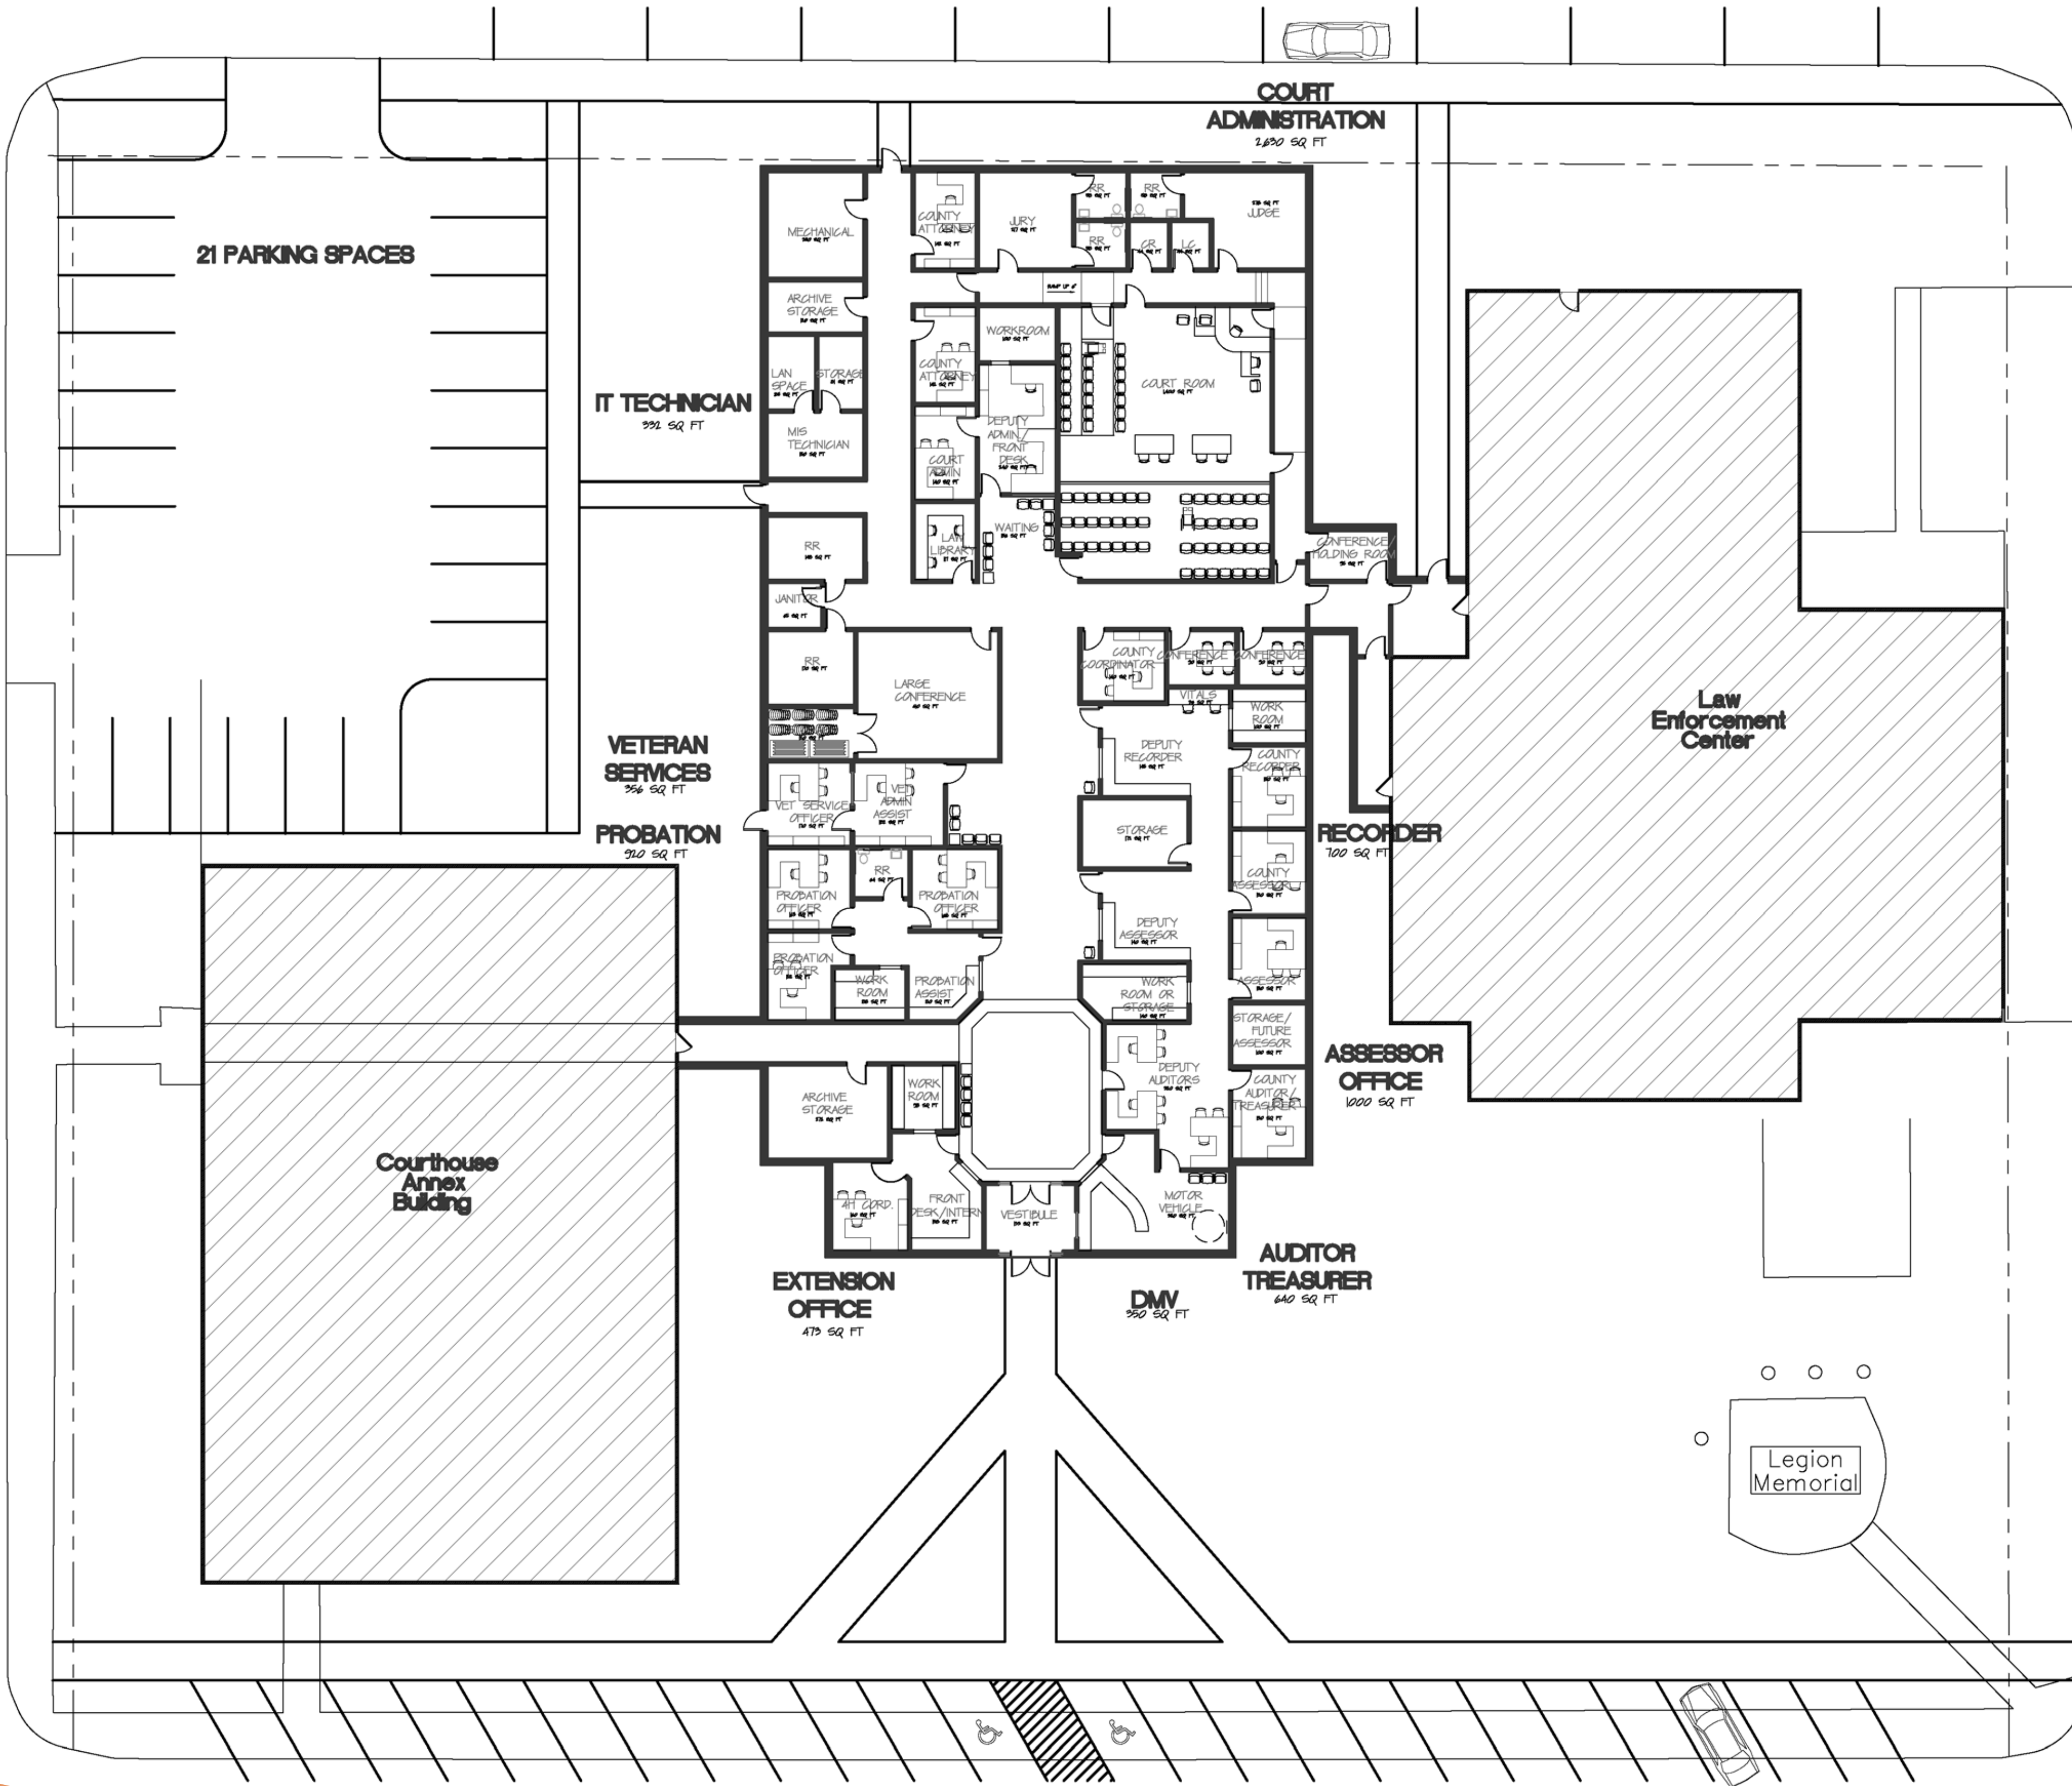 COURT
ADMINISTRATION
2,630 SQ FT
21 PARKING SPACES
MECHANICAL
COUNTY
ATTORNEY
JURY
RR
RR
JUDGE
RR
CR
LC
ARCHIVE
STORAGE
WORKROOM
COUNTY
ATTORNEY
COURT ROOM
LAN
SPACE
STORAGE
IT TECHNICIAN
332 SQ FT
MIS
TECHNICIAN
DEPUTY
ADMIN/
FRONT
DESK
COURT
ADMIN
WAITING
LAW
LIBRARY
RR
CONFERENCE/
HOLDING ROOM
JANITOR
RR
LARGE
CONFERENCE
COUNTY
COORDINATOR
CONFERENCE
CONFERENCE
VITALS
WORK
ROOM
Law
Enforcement
Center
VETERAN
SERVICES
356 SQ FT
DEPUTY
RECORDER
COUNTY
RECORDER
VET SERVICE
OFFICER
VET
ADMIN
ASSIST
STORAGE
PROBATION
920 SQ FT
RECORDER
700 SQ FT
PROBATION
OFFICER
RR
PROBATION
OFFICER
COUNTY
ASSESSOR
DEPUTY
ASSESSOR
PROBATION
OFFICER
WORK
ROOM
PROBATION
ASSIST
WORK
ROOM OR
STORAGE
ASSESSOR
STORAGE/
FUTURE
ASSESSOR
ASSESSOR
OFFICE
1000 SQ FT
DEPUTY
AUDITORS
COUNTY
AUDITOR/
TREASURER
ARCHIVE
STORAGE
WORK
ROOM
Courthouse
Annex
Building
4H CORD.
FRONT
DESK/INTERN
VESTIBULE
MOTOR
VEHICLE
EXTENSION
OFFICE
473 SQ FT
DMV
350 SQ FT
AUDITOR
TREASURER
640 SQ FT
Legion
Memorial